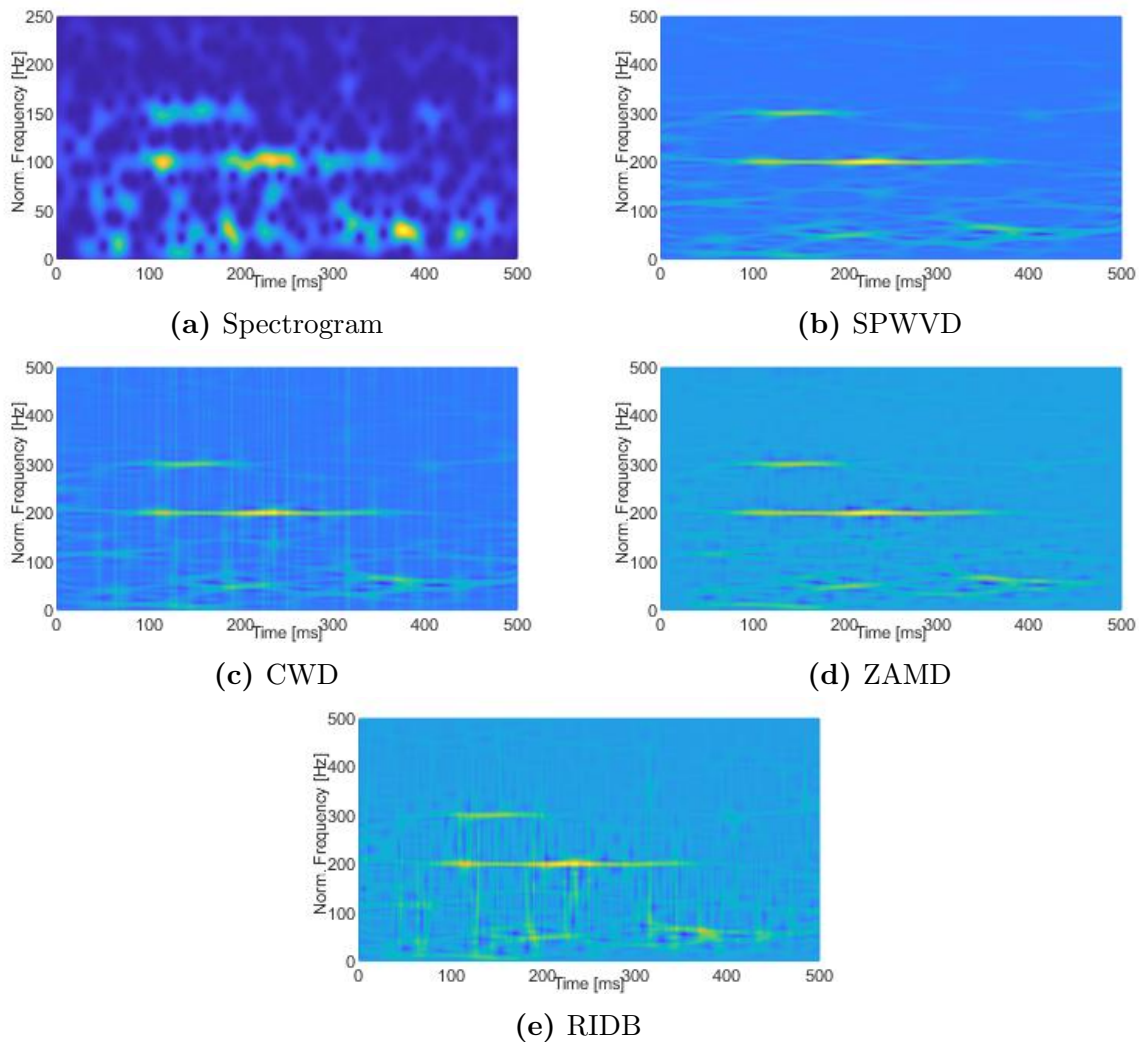 250
200
150
100
50
0
Norm. Frequency [Hz]
0 100 200 300 400 500
Time [ms]
(a) Spectrogram
500
400
300
200
100
0
Norm. Frequency [Hz]
0 100 200 300 400 500
Time [ms]
(b) SPWVD
500
400
300
200
100
0
Norm. Frequency [Hz]
0 100 200 300 400 500
Time [ms]
(c) CWD
500
400
300
200
100
0
Norm. Frequency [Hz]
0 100 200 300 400 500
Time [ms]
(d) ZAMD
500
400
300
200
100
0
Norm. Frequency [Hz]
0 100 200 300 400 500
Time [ms]
(e) RIDB